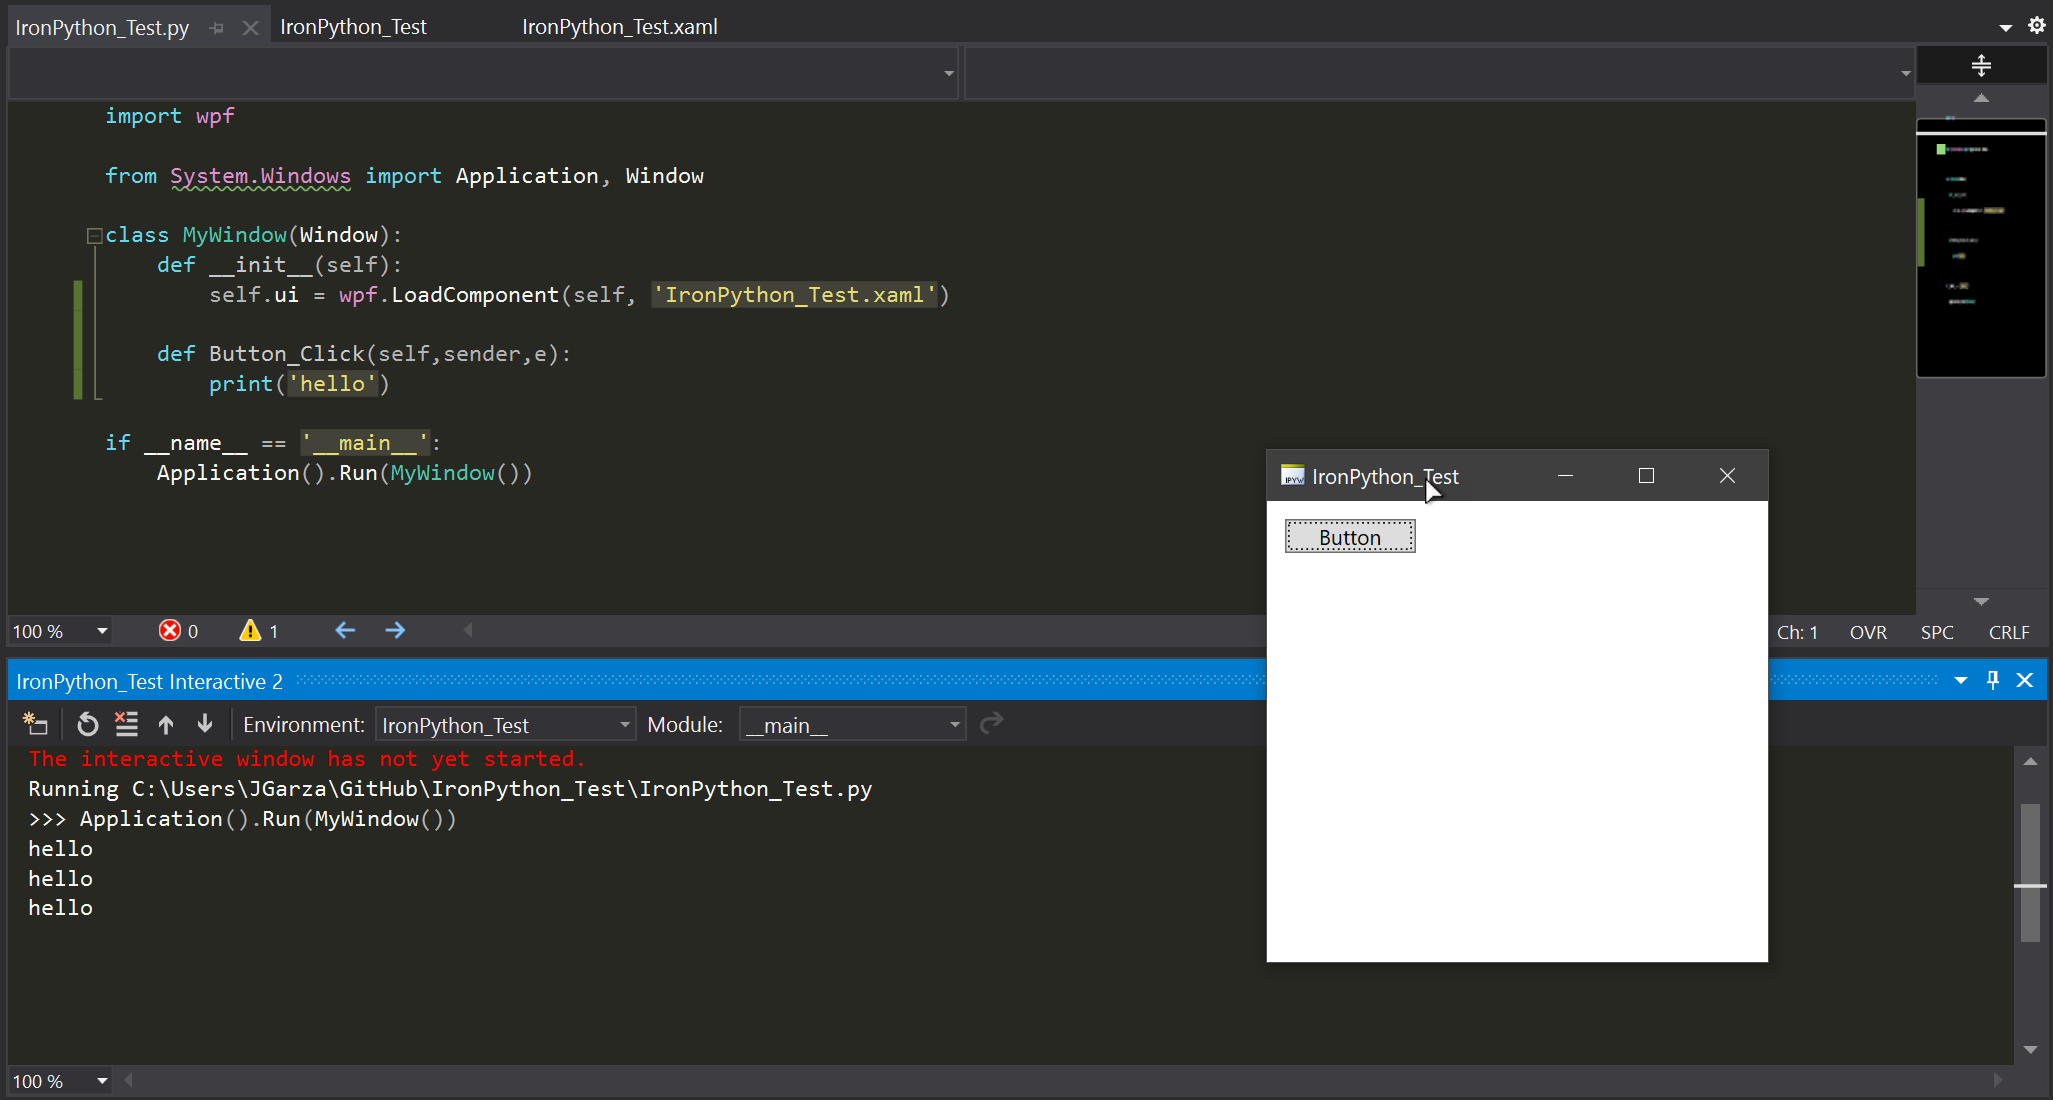 IronPython_Test.py
IronPython_Test
IronPython_Test.xaml
import wpf
from System.Windows import Application, Window
class MyWindow(Window):
def __init__(self):
self.ui = wpf.LoadComponent(self, 'IronPython_Test.xaml')
def Button_Click(self,sender,e):
print('hello')
if __name__ == '__main__':
Application().Run(MyWindow())
IronPython_Test
Button
100 %
0
1
Ch: 1
OVR
SPC
CRLF
IronPython_Test Interactive 2
Environment:
IronPython_Test
Module:
__main__
The interactive window has not yet started.
Running C:\Users\JGarza\GitHub\IronPython_Test\IronPython_Test.py
>>> Application().Run(MyWindow())
hello
hello
hello
100 %